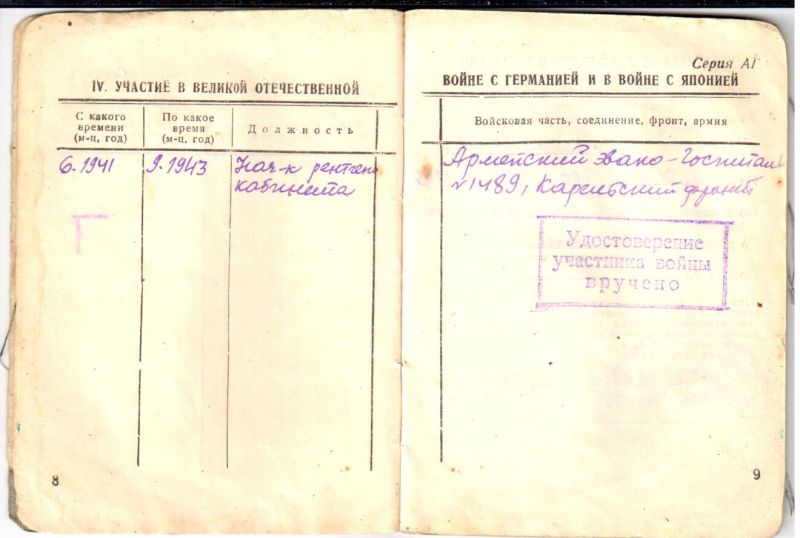 IV. УЧАСТИЕ В ВЕЛИКОЙ ОТЕЧЕСТВЕННОЙ
С какого времени (м-ц, год)
По какое время (м-ц, год)
Должность
6.1941
9.1943
Нач-к рентген
кабинета
8
Серия АI
ВОЙНЕ С ГЕРМАНИЕЙ И В ВОЙНЕ С ЯПОНИЕЙ
Войсковая часть, соединение, фронт, армия
Армейский эвако-Госпиталь
№1489, Карельский фронт
Удостоверение
участника войны
вручено
9